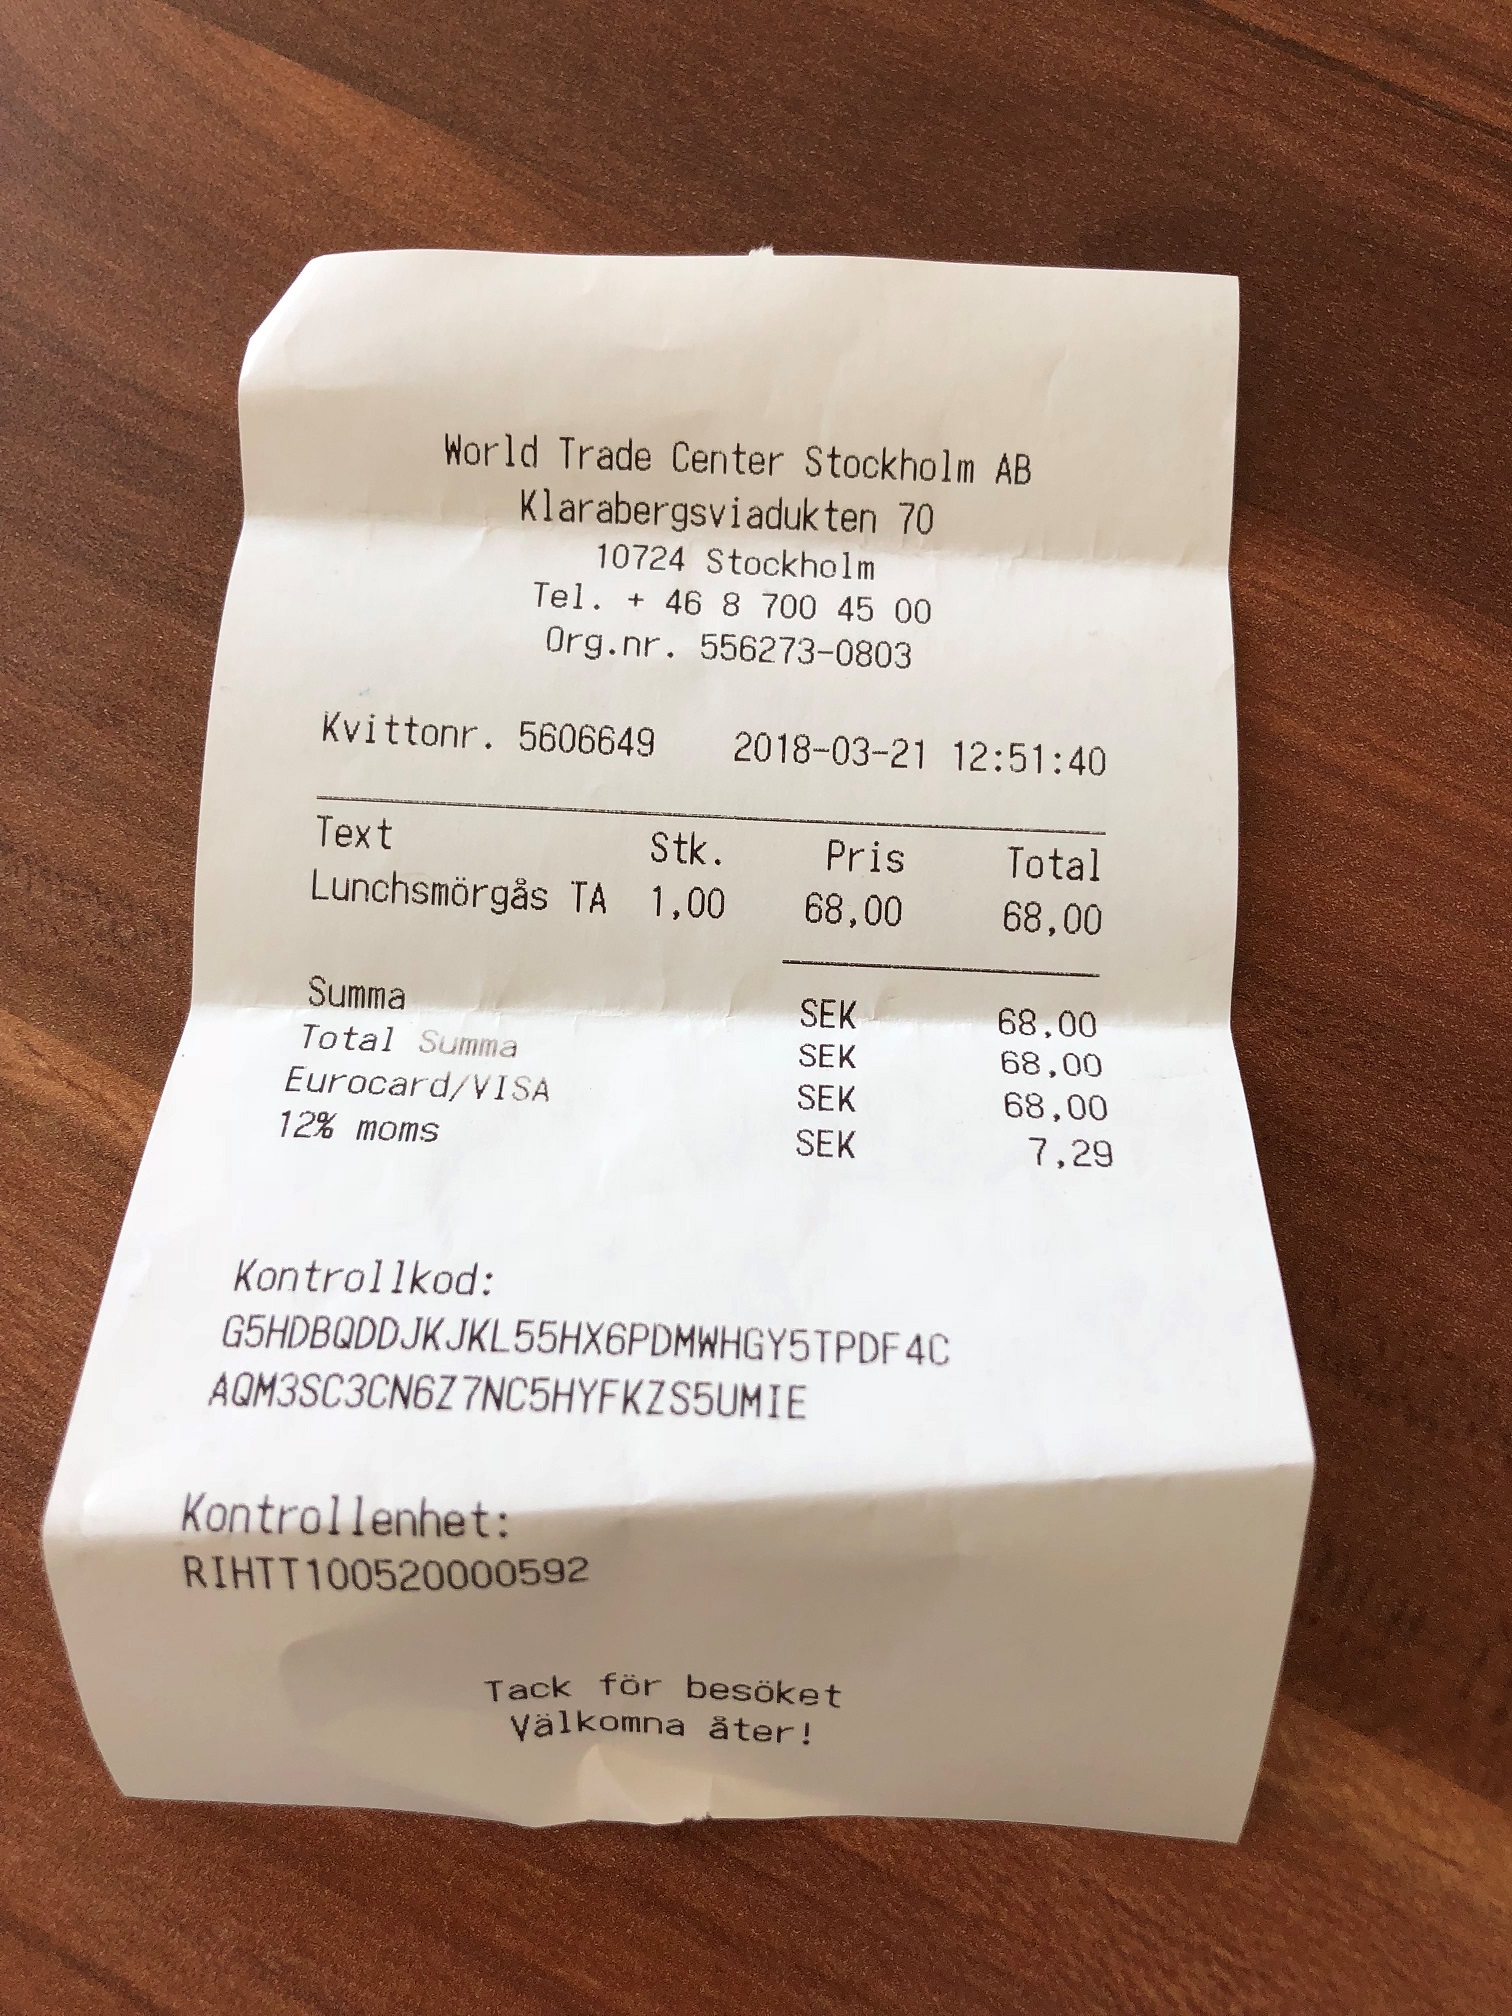 World Trade Center Stockholm AB
Klarabergsviadukten 70
10724 Stockholm
Tel. + 46 8 700 45 00
Org.nr. 556273-0803
Kvittonr. 5606649 2018-03-21 12:51:40
Text Stk. Pris Total
Lunchsmörgås TA 1,00 68,00 68,00
Summa SEK 68,00
Total Summa SEK 68,00
Eurocard/VISA SEK 68,00
12% moms SEK 7,29
Kontrollkod:
G5HDBQDDJKJKL55HX6PDMWHGY5TPDF4C
AQM3SC3CN6Z7NC5HYFKZS5UMIE
Kontrollenhet:
RIHTT100520000592
Tack för besöket
Välkomna åter!